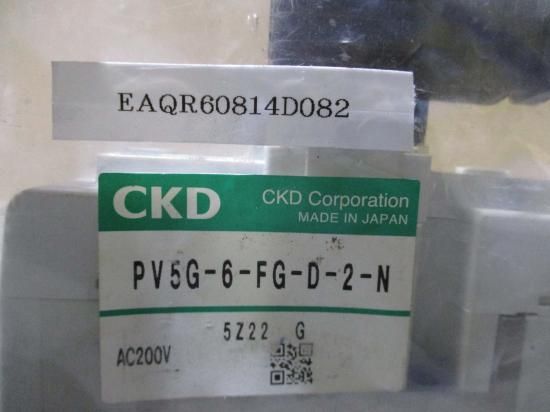 EAQR60814D082
CKD
CKD Corporation
MADE IN JAPAN
PV5G-6-FG-D-2-N
5Z22 G
AC200V